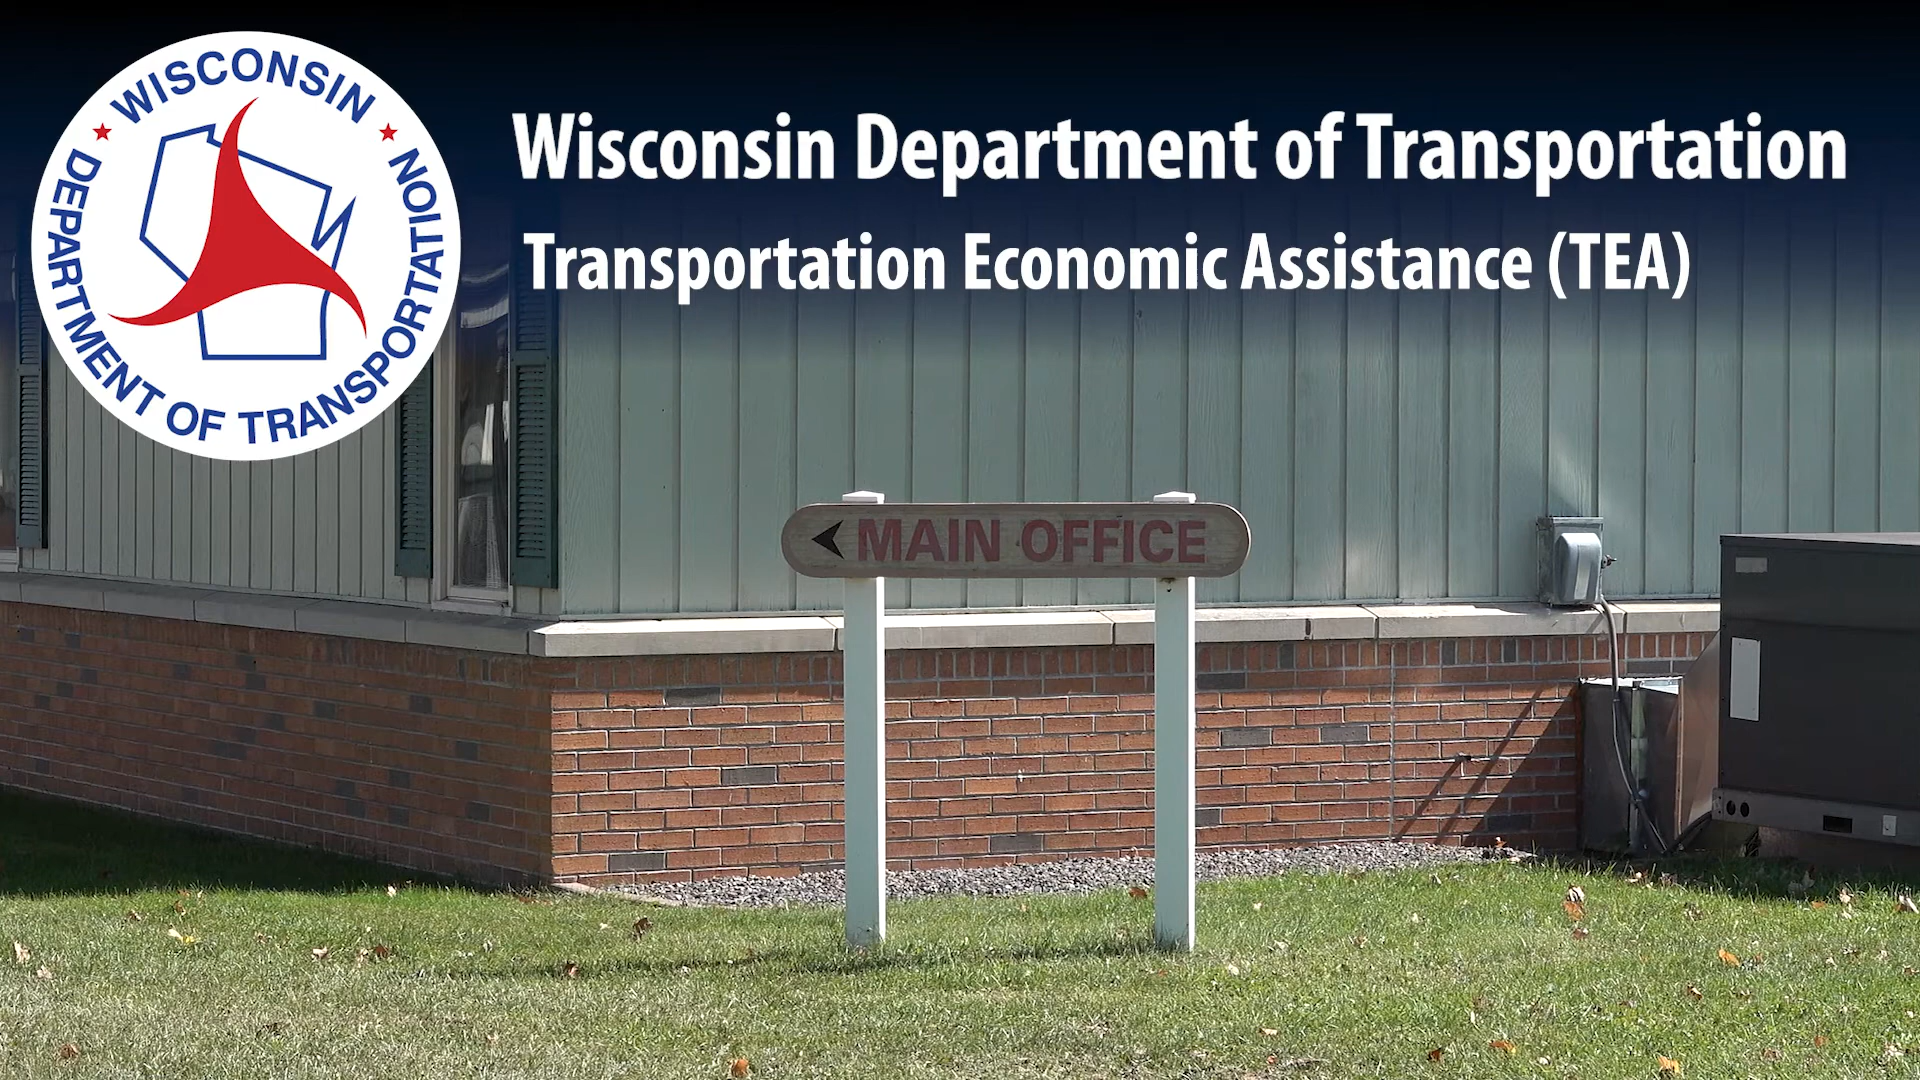 WISCONSIN
DEPARTMENT OF TRANSPORTATION
Wisconsin Department of Transportation
Transportation Economic Assistance (TEA)
MAIN OFFICE